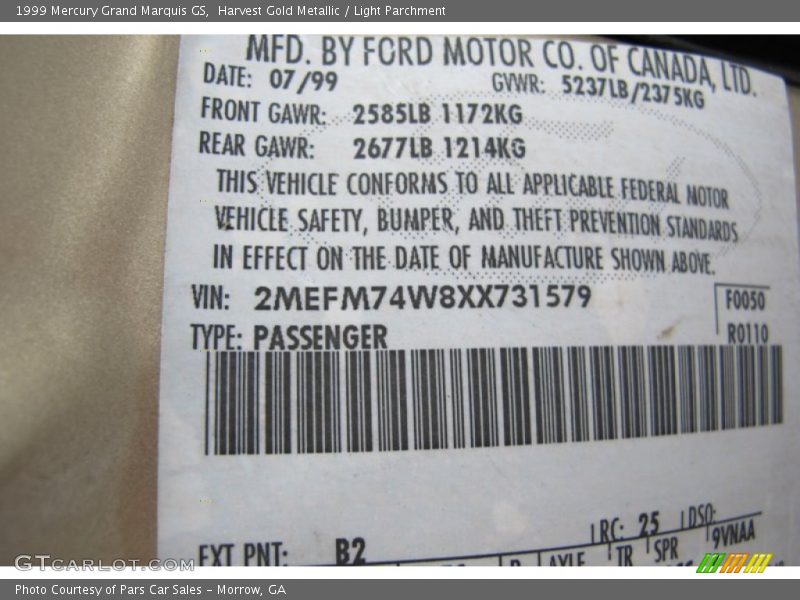 1999 Mercury Grand Marquis GS, Harvest Gold Metallic / Light Parchment
MFD. BY FORD MOTOR CO. OF CANADA, LTD.
DATE: 07/99 GVWR: 5237LB/2375KG
FRONT GAWR: 2585LB 1172KG
REAR GAWR: 2677LB 1214KG
THIS VEHICLE CONFORMS TO ALL APPLICABLE FEDERAL MOTOR
VEHICLE SAFETY, BUMPER, AND THEFT PREVENTION STANDARDS
IN EFFECT ON THE DATE OF MANUFACTURE SHOWN ABOVE.
VIN: 2MEFM74W8XX731579 F0050
TYPE: PASSENGER R0110
RC: 25 DSO:
EXT PNT: B2 9VNAA
AXLE TR SPR
GTCARLOT.COM
Photo Courtesy of Pars Car Sales - Morrow, GA